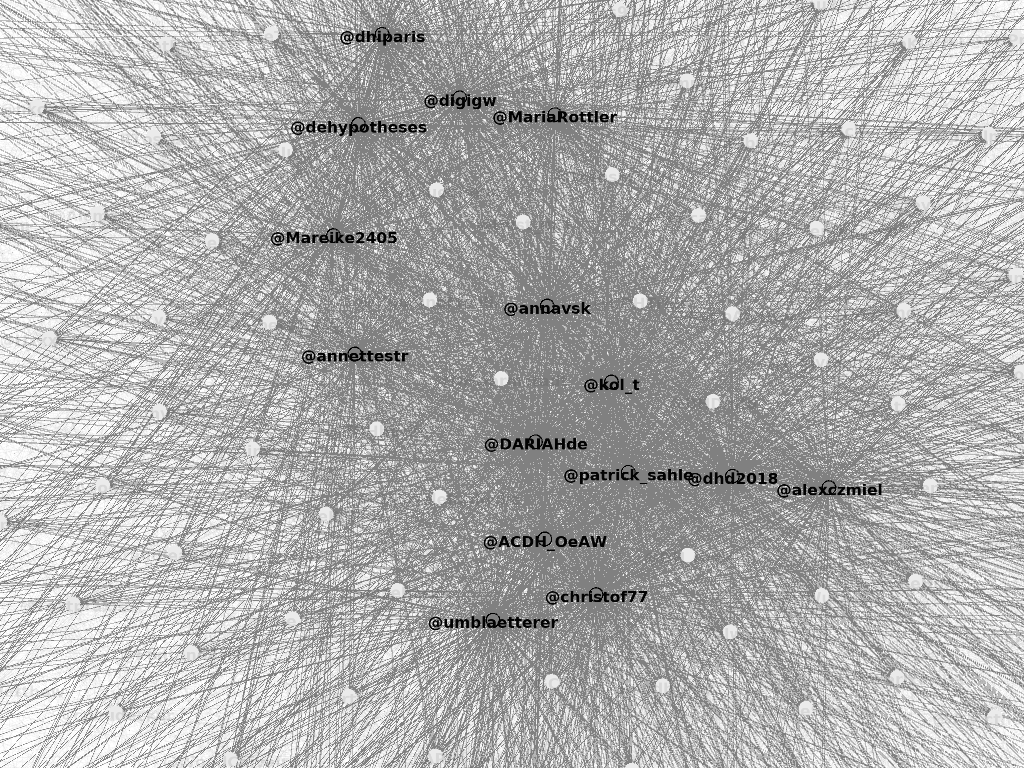 @dhiparis
@digigw
@MariaRottler
@dehypotheses
@Mareike2405
@annavsk
@annettestr
@kol_t
@DARIAHde
@patrick_sahle
@dhd2018
@alexczmiel
@ACDH_OeAW
@christof77
@umblaetterer